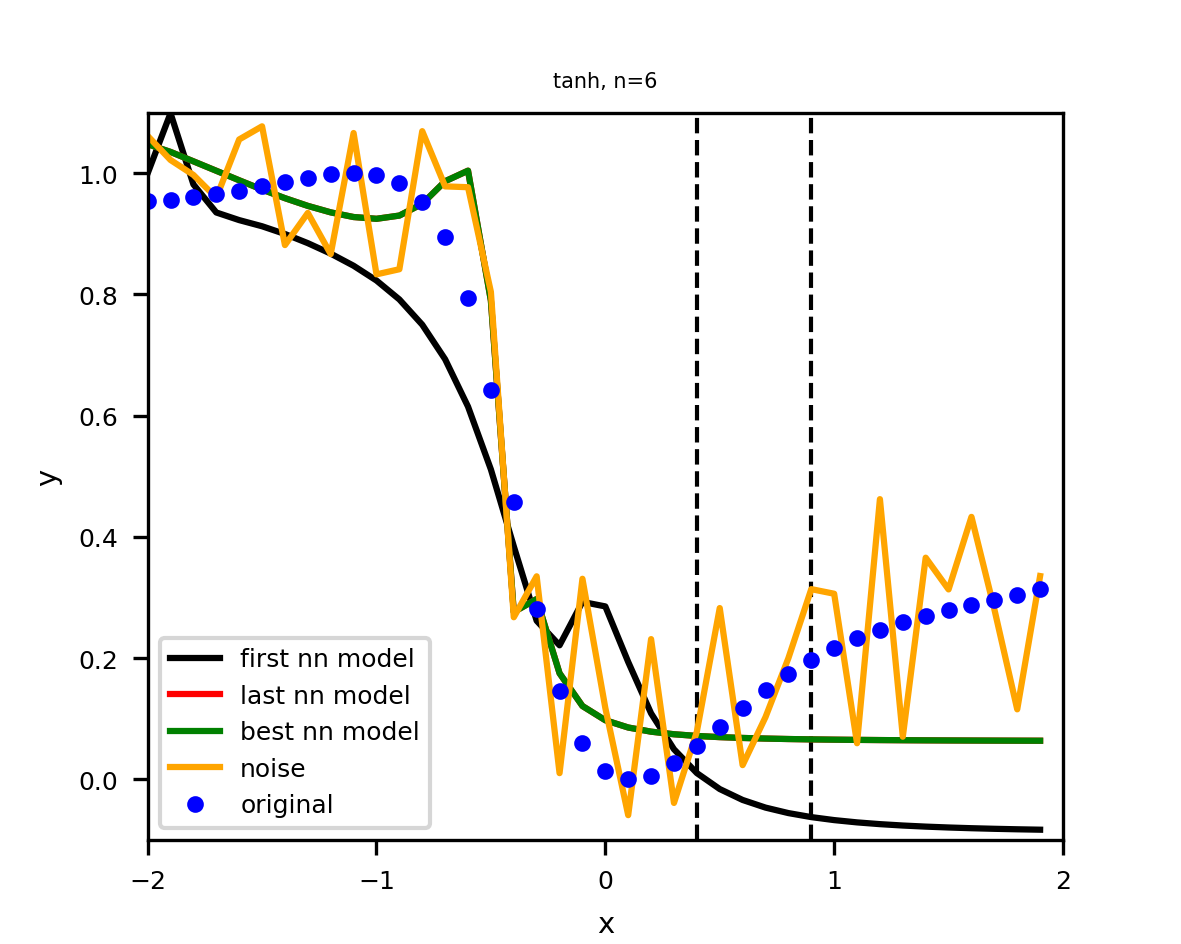 tanh, n=6
1.0
0.8
0.6
0.4
0.2
0.0
y
first nn model
last nn model
best nn model
noise
original
−2
−1
0
1
2
x